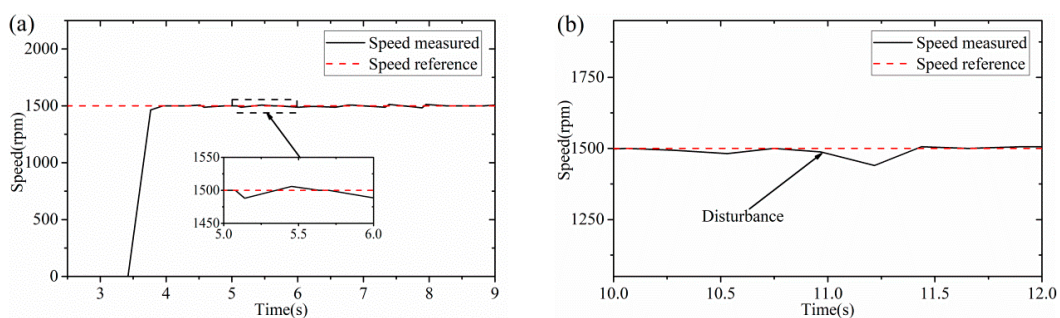 (a)
Speed measured
Speed reference
2000
1500
1000
500
0
Speed(rpm)
1550
1500
1450
5.0 5.5 6.0
3 4 5 6 7 8 9
Time(s)
(b)
Speed measured
Speed reference
1750
1500
1250
Speed(rpm)
Disturbance
10.0 10.5 11.0 11.5 12.0
Time(s)